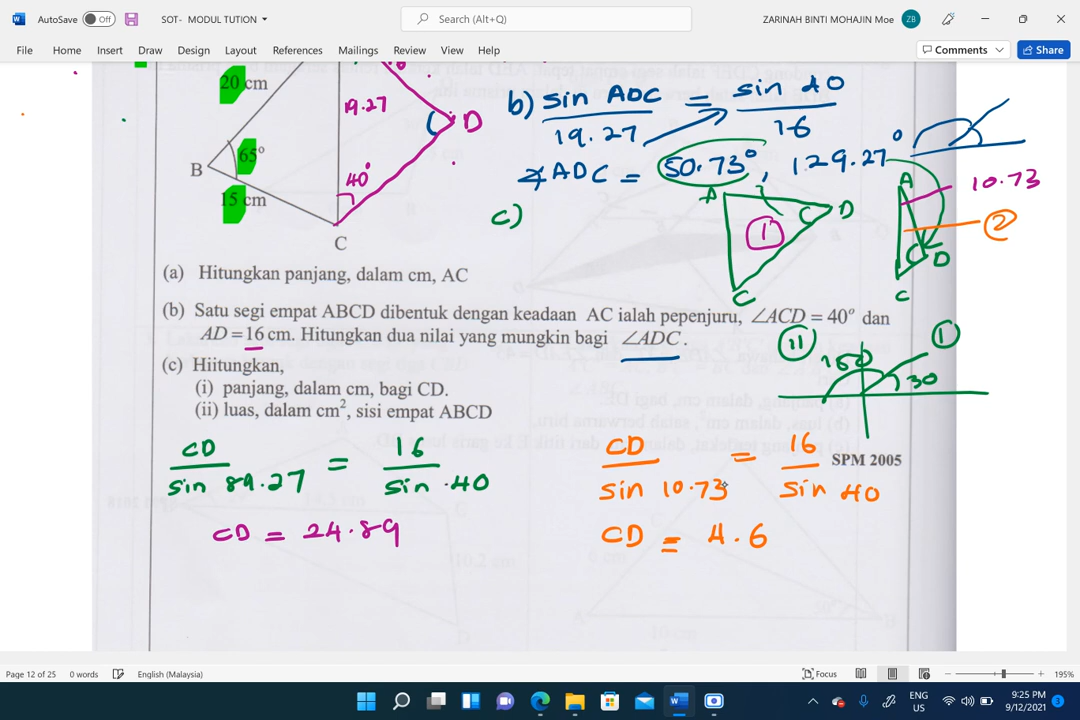 AutoSave Off SOT- MODUL TUTION Search (Alt+Q) ZARINAH BINTI MOHAJIN Moe ZB
File Home Insert Draw Design Layout References Mailings Review View Help Comments Share
20 cm
19.27
D
B
65°
40°
15 cm
C
b) sin ADC / 19.27 = sin 40 / 16
∡ADC = 50.73°, 129.27°
c)
A D C 1
A 10.73
2
D
C
(a) Hitungkan panjang, dalam cm, AC
(b) Satu segi empat ABCD dibentuk dengan keadaan AC ialah pepenjuru, ∠ACD = 40° dan
AD = 16 cm. Hitungkan dua nilai yang mungkin bagi ∠ADC.
(c) Hiitungkan,
(i) panjang, dalam cm, bagi CD.
(ii) luas, dalam cm², sisi empat ABCD
11 150 30 1
SPM 2005
CD / sin 89.27 = 16 / sin 40
CD = 24.89
CD / sin 10.73 = 16 / sin 40
CD = 4.6
Page 12 of 25 0 words English (Malaysia) Focus 195%
ENG US 9:25 PM 9/12/2021 3